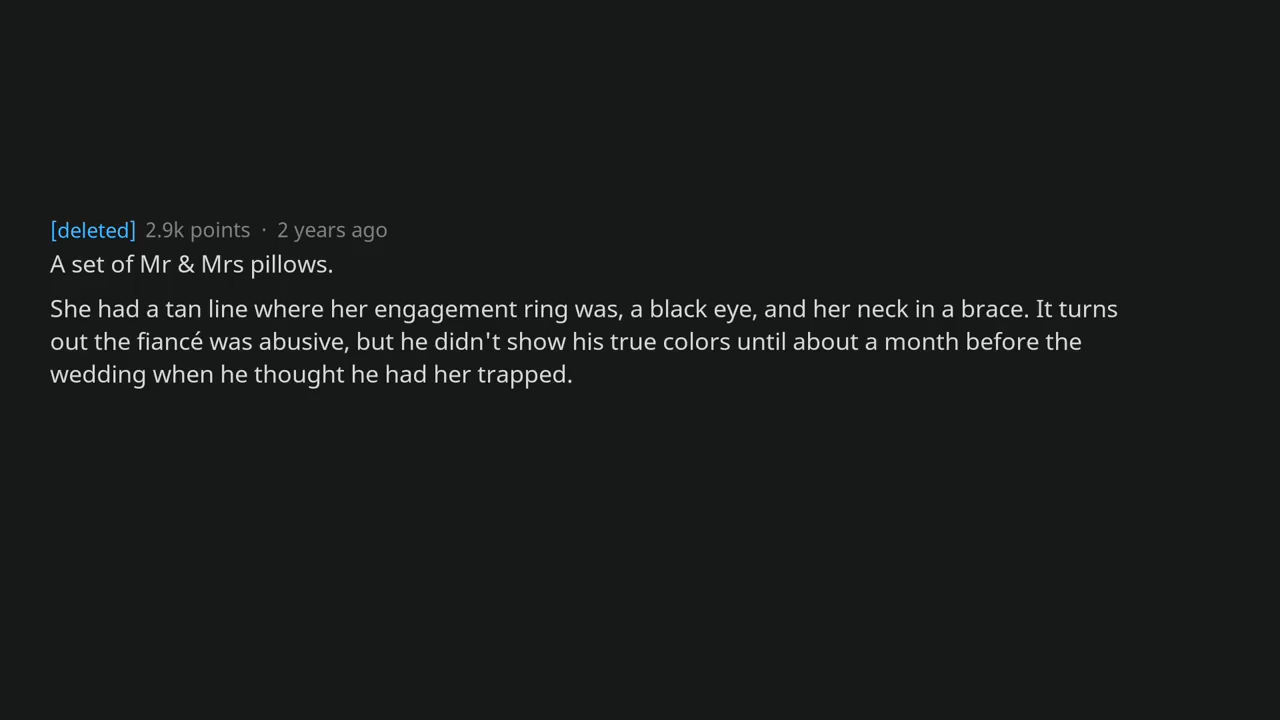 [deleted] 2.9k points · 2 years ago
A set of Mr & Mrs pillows.
She had a tan line where her engagement ring was, a black eye, and her neck in a brace. It turns
out the fiancé was abusive, but he didn't show his true colors until about a month before the
wedding when he thought he had her trapped.